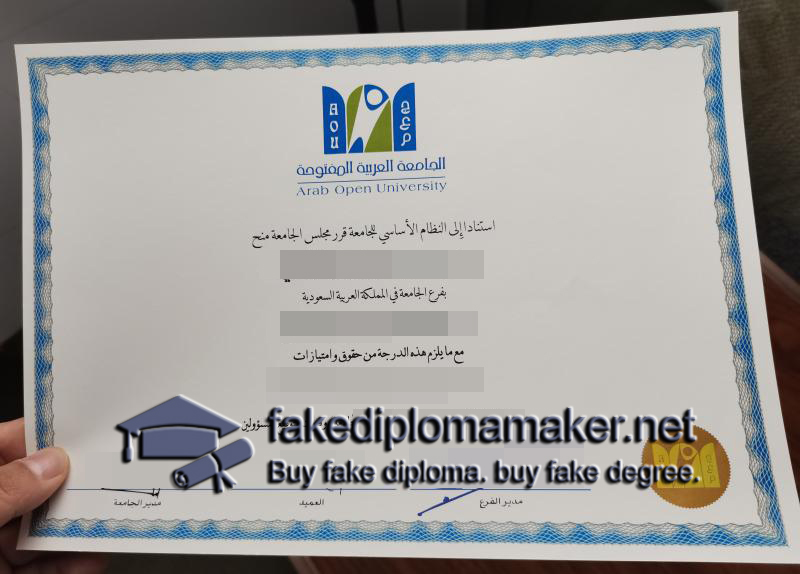 AOU
الجامعة العربية المفتوحة
Arab Open University
استنادا إلى النظام الأساسي للجامعة قرر مجلس الجامعة منح
بفرع الجامعة في المملكة العربية السعودية
مع ما يلزم هذه الدرجة من حقوق وامتيازات
fakediplomamaker.net
Buy fake diploma. buy fake degree.
مدير الفرع
العميد
مدير الجامعة